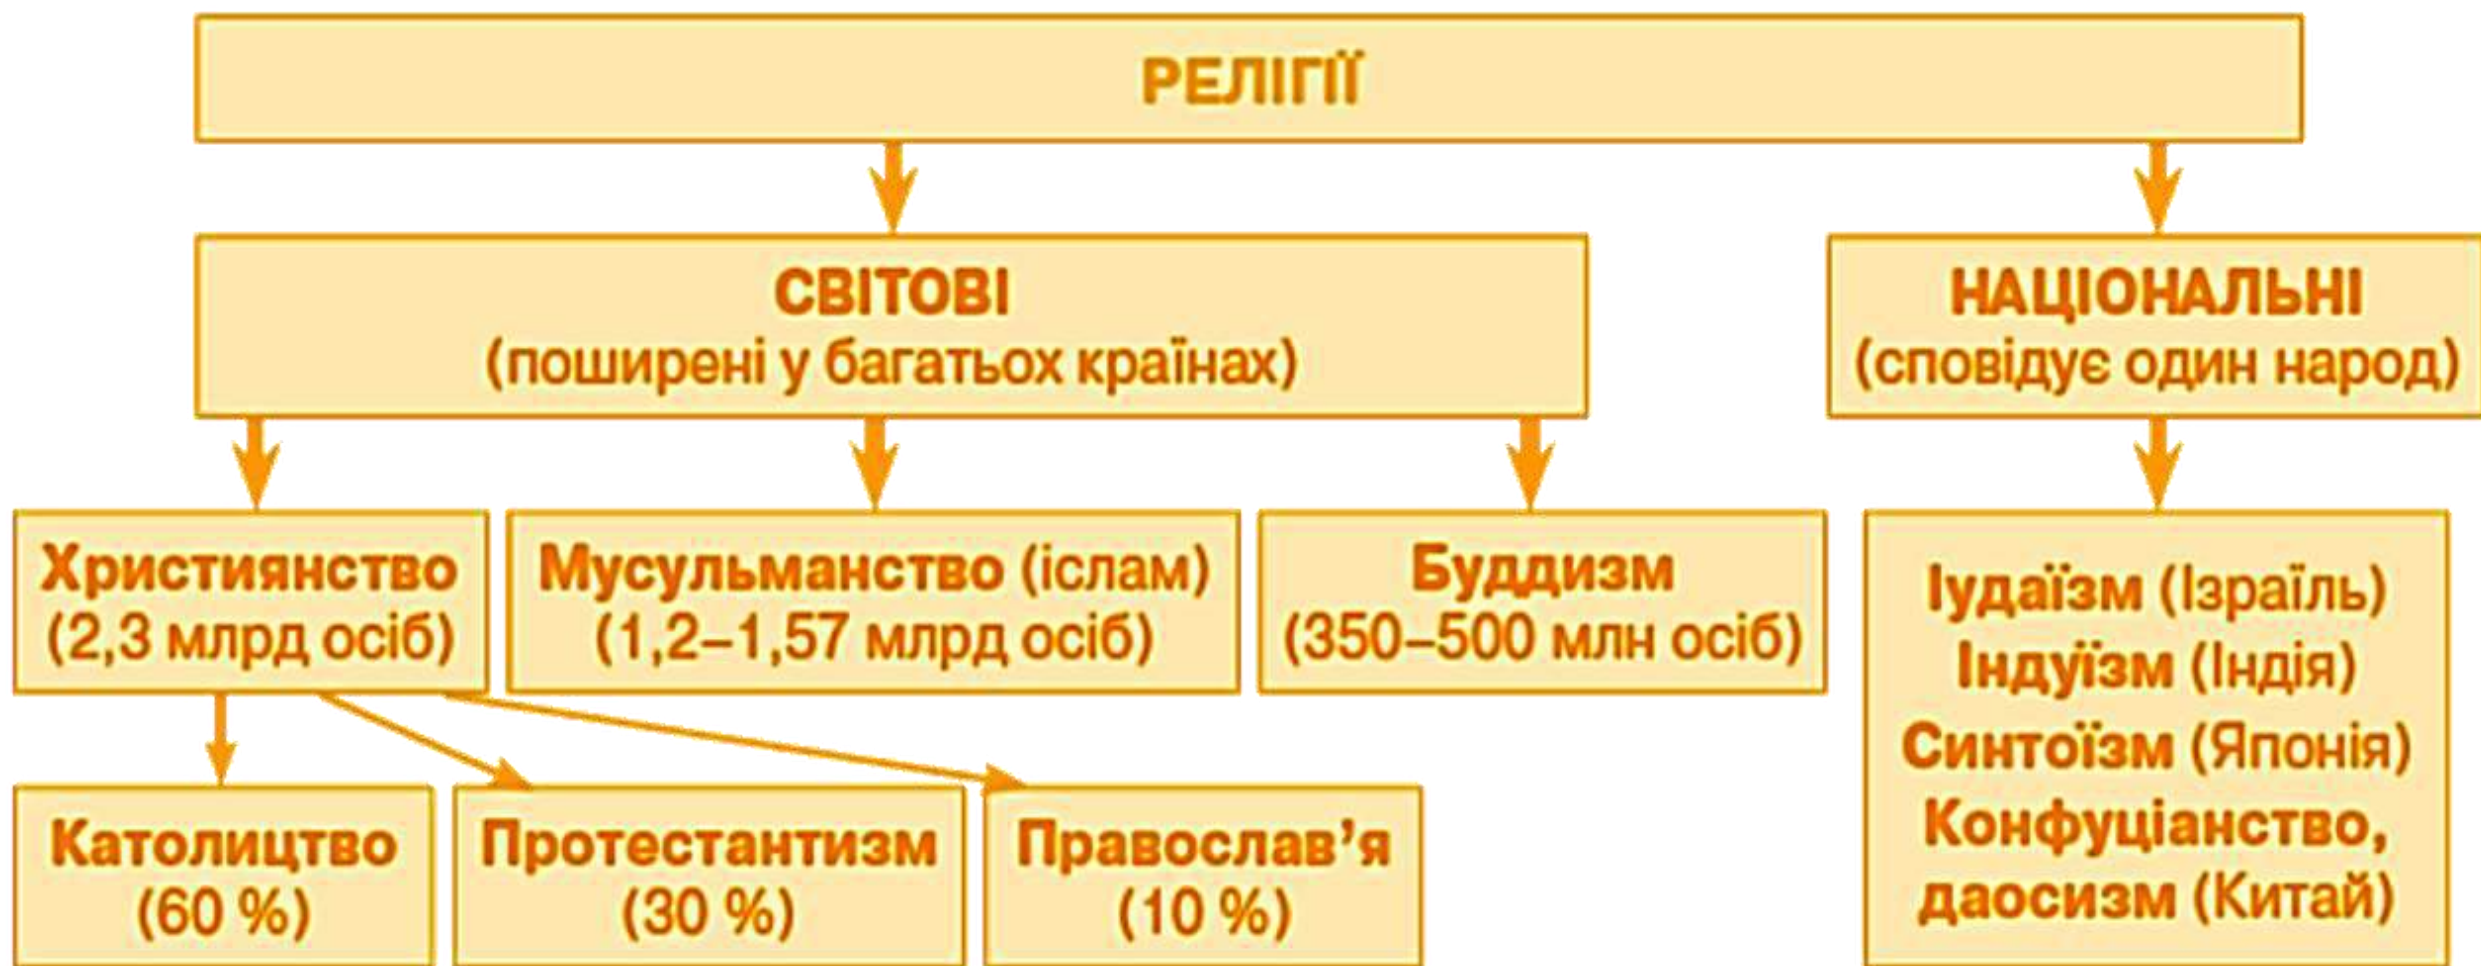 РЕЛІГІЇ
СВІТОВІ
(поширені у багатьох країнах)
НАЦІОНАЛЬНІ
(сповідує один народ)
Християнство
(2,3 млрд осіб)
Мусульманство (іслам)
(1,2–1,57 млрд осіб)
Буддизм
(350–500 млн осіб)
Іудаїзм (Ізраїль)
Індуїзм (Індія)
Синтоїзм (Японія)
Конфуціанство,
даосизм (Китай)
Католицтво
(60 %)
Протестантизм
(30 %)
Православ’я
(10 %)